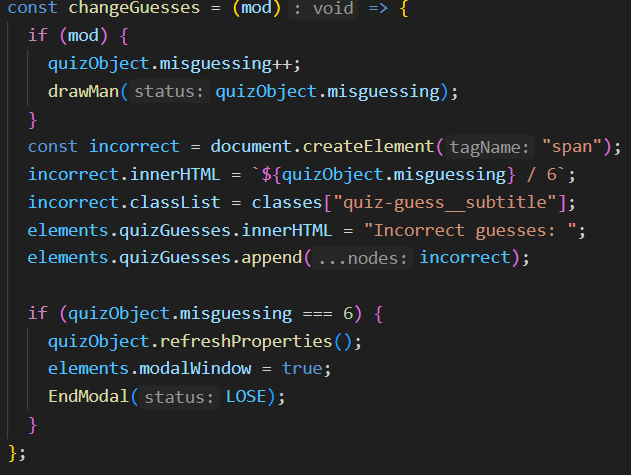 const changeGuesses = (mod) : void => {
if (mod) {
quizObject.misguessing++;
drawMan(status: quizObject.misguessing);
}
const incorrect = document.createElement(tagName: "span");
incorrect.innerHTML = `${quizObject.misguessing} / 6`;
incorrect.classList = classes["quiz-guess__subtitle"];
elements.quizGuesses.innerHTML = "Incorrect guesses: ";
elements.quizGuesses.append(...nodes: incorrect);
if (quizObject.misguessing === 6) {
quizObject.refreshProperties();
elements.modalWindow = true;
EndModal(status: LOSE);
}
};